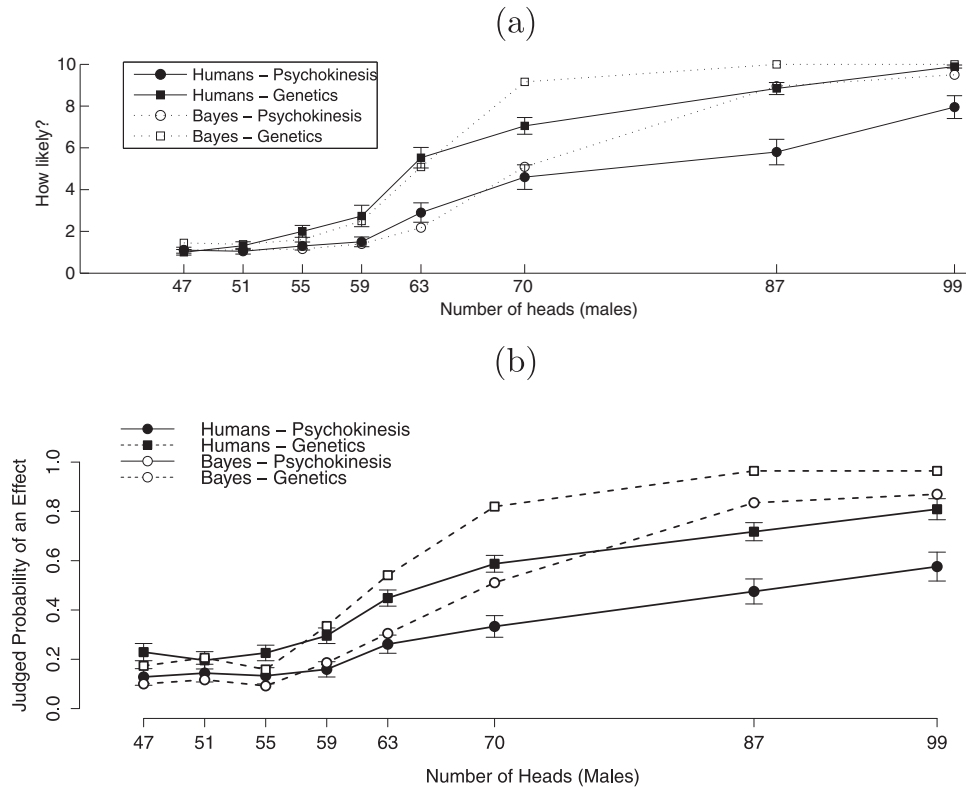 (a)
How likely?
10
8
6
4
2
0
Humans – Psychokinesis
Humans – Genetics
Bayes – Psychokinesis
Bayes – Genetics
47 51 55 59 63 70 87 99
Number of heads (males)
(b)
Judged Probability of an Effect
1.0
0.8
0.6
0.4
0.2
0.0
Humans – Psychokinesis
Humans – Genetics
Bayes – Psychokinesis
Bayes – Genetics
47 51 55 59 63 70 87 99
Number of Heads (Males)